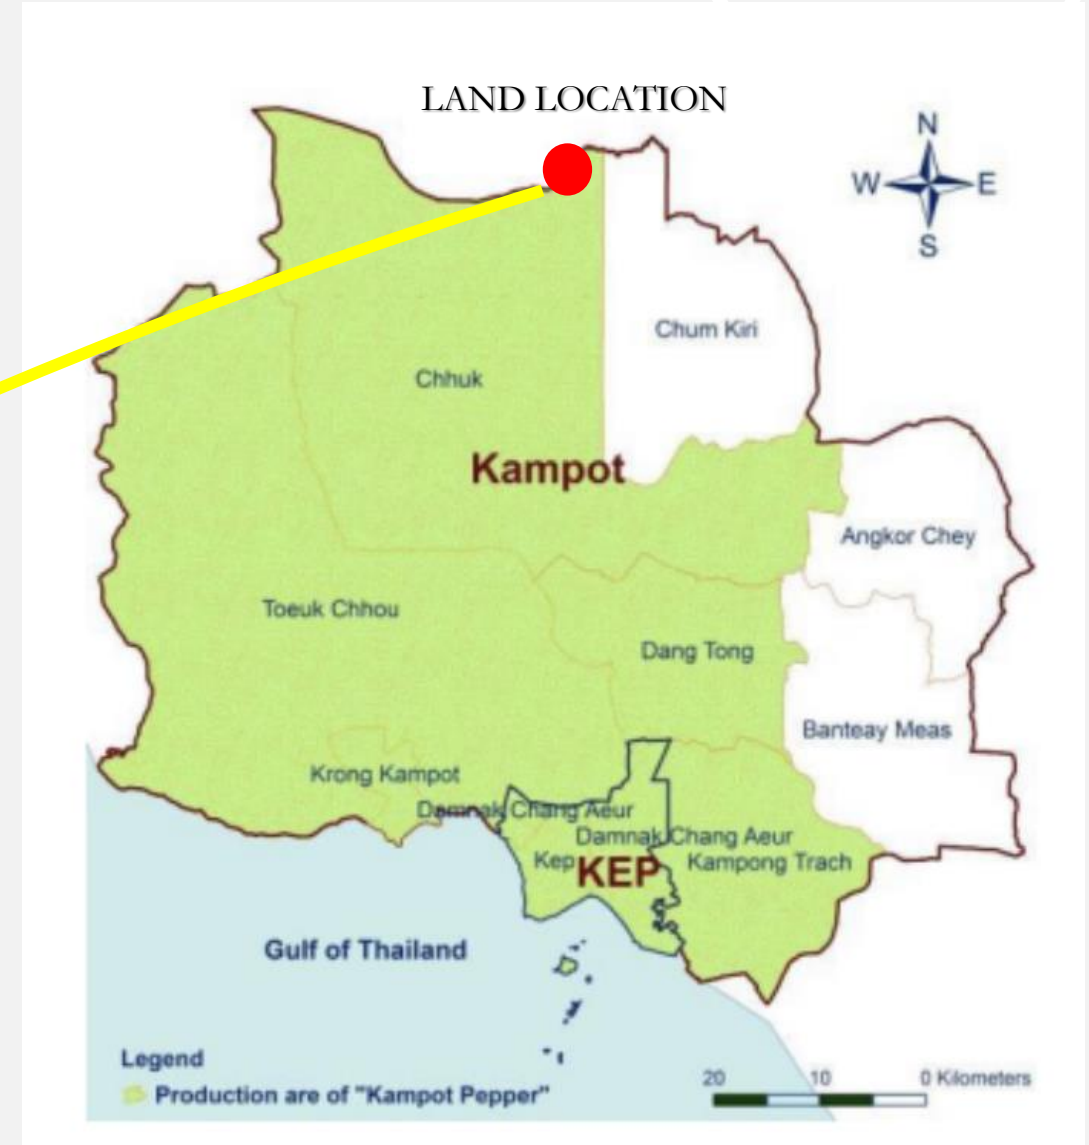 LAND LOCATION
N
W E
S
Chum Kiri
Chhuk
Kampot
Angkor Chey
Toeuk Chhou
Dang Tong
Banteay Meas
Krong Kampot
Damnak Chang Aeur
Damnak Chang Aeur
Kep
KEP
Kampong Trach
Gulf of Thailand
Legend
Production are of "Kampot Pepper"
20 10 0 Kilometers